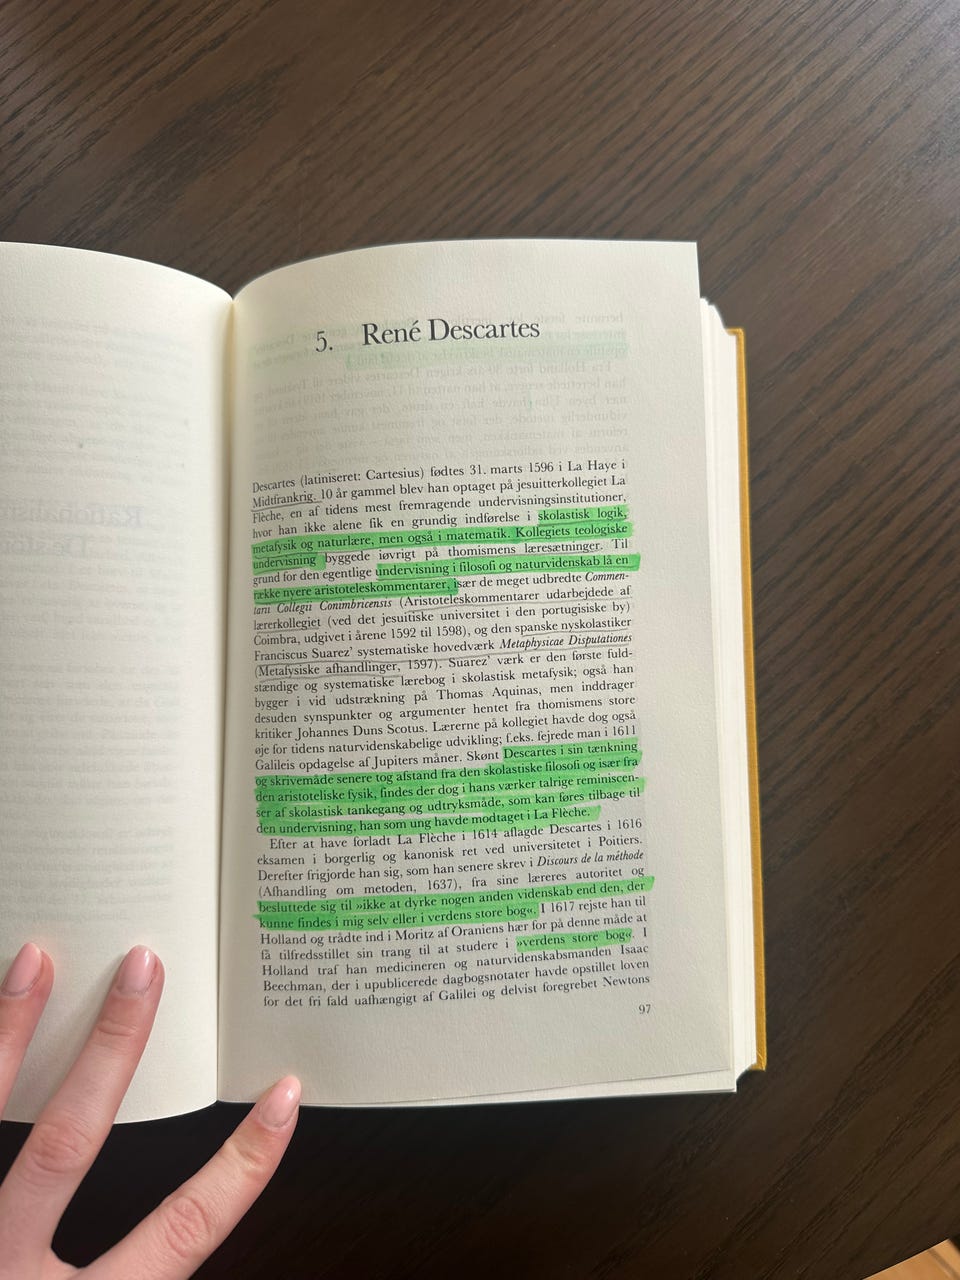 5. René Descartes
Descartes (latiniseret: Cartesius) fødtes 31. marts 1596 i La Haye i
Midtfrankrig. 10 år gammel blev han optaget på jesuitterkollegiet La
Flèche, en af tidens mest fremragende undervisningsinstitutioner,
hvor han ikke alene fik en grundig indførelse i skolastisk logik,
metafysik og naturlære, men også i matematik. Kollegiets teologiske
undervisning byggede iøvrigt på thomismens læresætninger. Til
grund for den egentlige undervisning i filosofi og naturvidenskab lå en
række nyere aristoteleskommentarer, især de meget udbredte Commen-
tarii Collegii Conimbricensis (Aristoteleskommentarer udarbejdede af
lærerkollegiet (ved det jesuitiske universitet i den portugisiske by)
Coimbra, udgivet i årene 1592 til 1598), og den spanske nyskolastiker
Franciscus Suarez' systematiske hovedværk Metaphysicae Disputationes
(Metafysiske afhandlinger, 1597). Suarez' værk er den første fuld-
stændige og systematiske lærebog i skolastisk metafysik; også han
bygger i vid udstrækning på Thomas Aquinas, men inddrager
desuden synspunkter og argumenter hentet fra thomismens store
kritiker Johannes Duns Scotus. Lærerne på kollegiet havde dog også
øje for tidens naturvidenskabelige udvikling; f.eks. fejrede man i 1611
Galileis opdagelse af Jupiters måner. Skønt Descartes i sin tænkning
og skrivemåde senere tog afstand fra den skolastiske filosofi og især fra
den aristoteliske fysik, findes der dog i hans værker talrige reminiscen-
ser af skolastisk tankegang og udtryksmåde, som kan føres tilbage til
den undervisning, han som ung havde modtaget i La Flèche.
Efter at have forladt La Flèche i 1614 aflagde Descartes i 1616
eksamen i borgerlig og kanonisk ret ved universitetet i Poitiers.
Derefter frigjorde han sig, som han senere skrev i Discours de la méthode
(Afhandling om metoden, 1637), fra sine læreres autoritet og
besluttede sig til »ikke at dyrke nogen anden videnskab end den, der
kunne findes i mig selv eller i verdens store bog«. I 1617 rejste han til
Holland og trådte ind i Moritz af Oraniens hær for på denne måde at
få tilfredsstillet sin trang til at studere i »verdens store bog«. I
Holland traf han medicineren og naturvidenskabsmanden Isaac
Beechman, der i upublicerede dagbogsnotater havde opstillet loven
for det fri fald uafhængigt af Galilei og delvist foregrebet Newtons
97